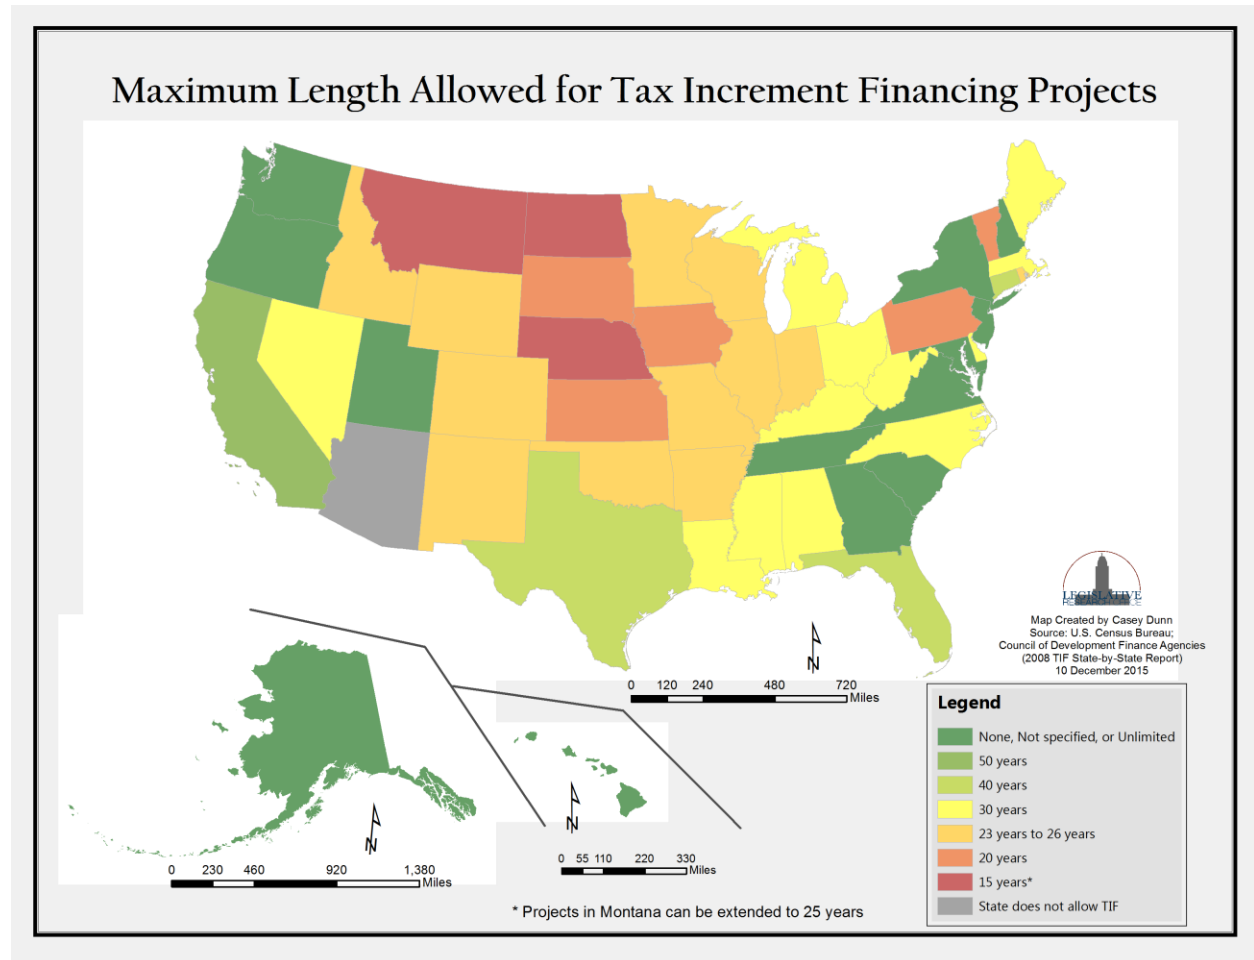 Maximum Length Allowed for Tax Increment Financing Projects
LEGISLATIVE
RESEARCH OFFICE
Map Created by Casey Dunn
Source: U.S. Census Bureau;
Council of Development Finance Agencies
(2008 TIF State-by-State Report)
10 December 2015
N
0 120 240 480 720
Miles
Legend
None, Not specified, or Unlimited
50 years
40 years
30 years
23 years to 26 years
20 years
15 years*
State does not allow TIF
N
0 230 460 920 1,380
Miles
N
0 55 110 220 330
Miles
* Projects in Montana can be extended to 25 years